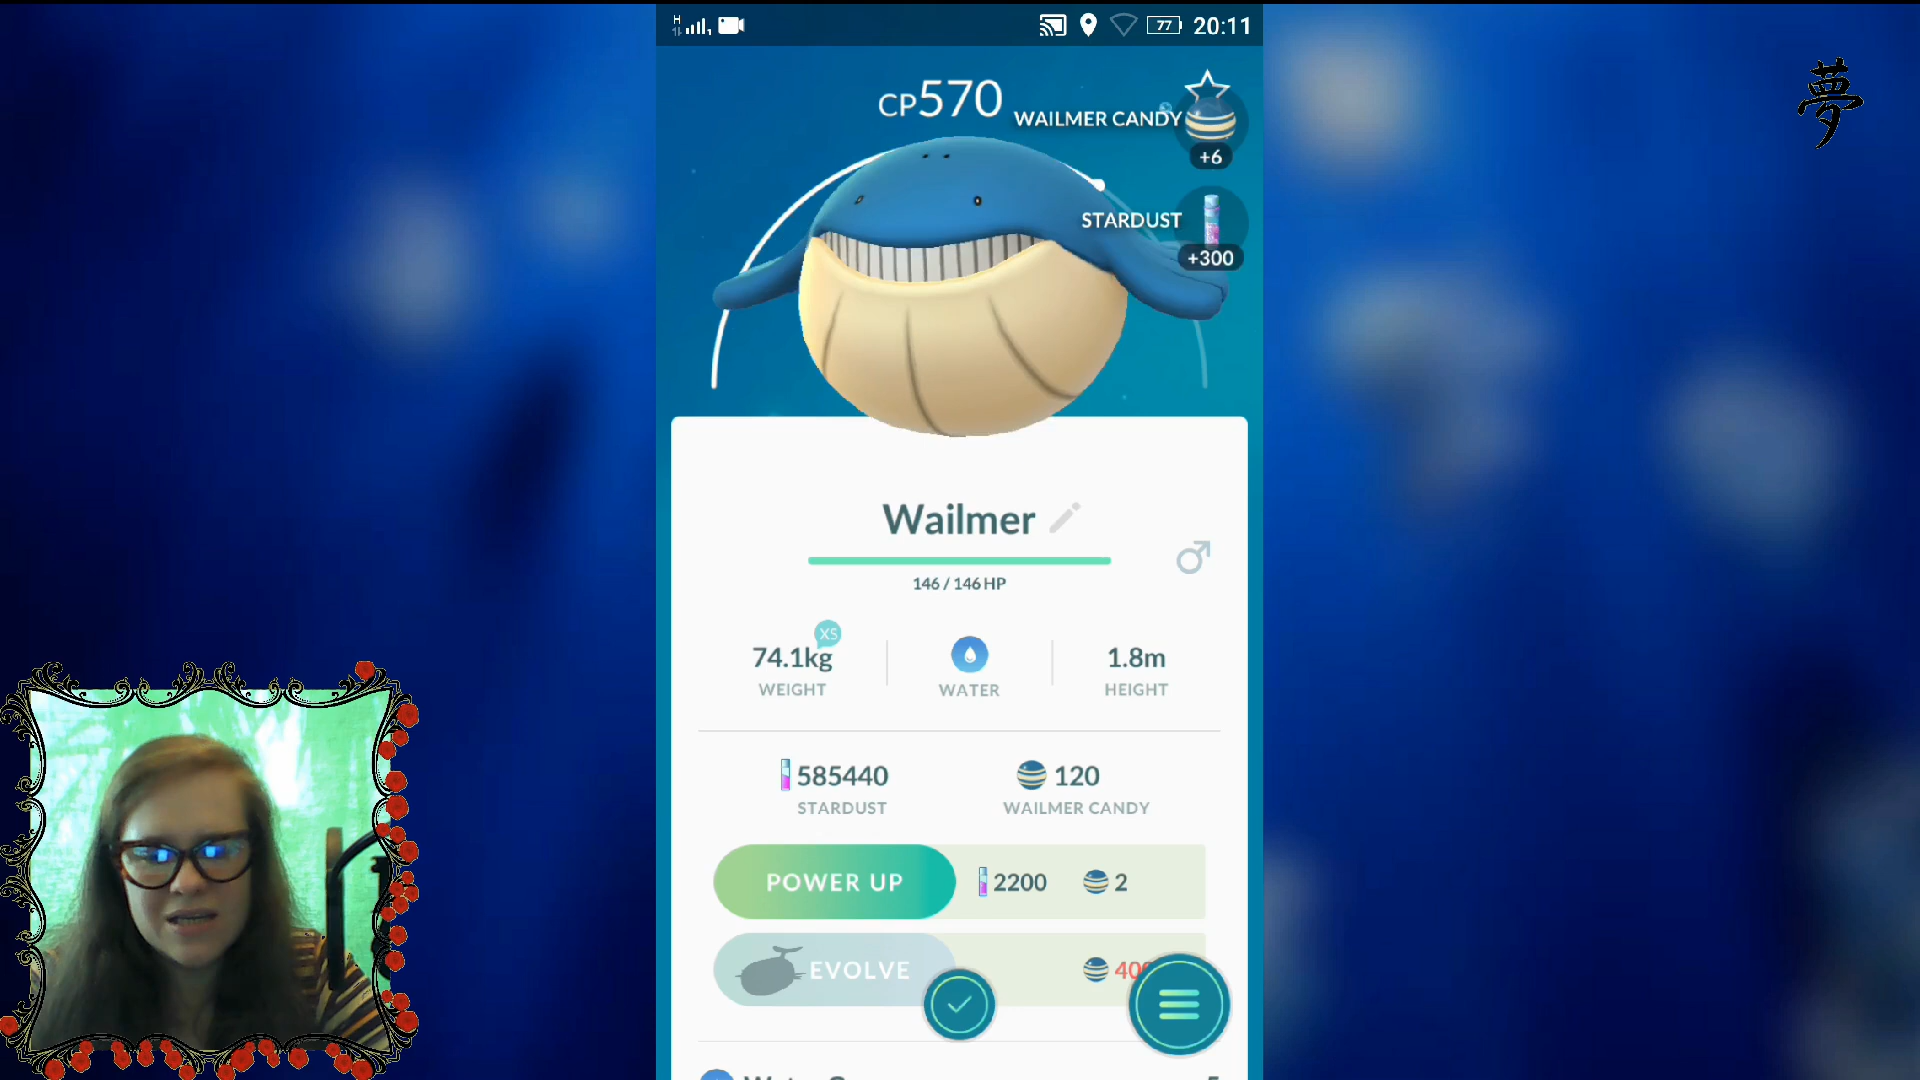 H 77 20:11
夢
CP570
WAILMER CANDY
+6
STARDUST
+300
Wailmer
146 / 146 HP
XS
74.1kg
WEIGHT
WATER
1.8m
HEIGHT
585440
STARDUST
120
WAILMER CANDY
POWER UP 2200 2
EVOLVE